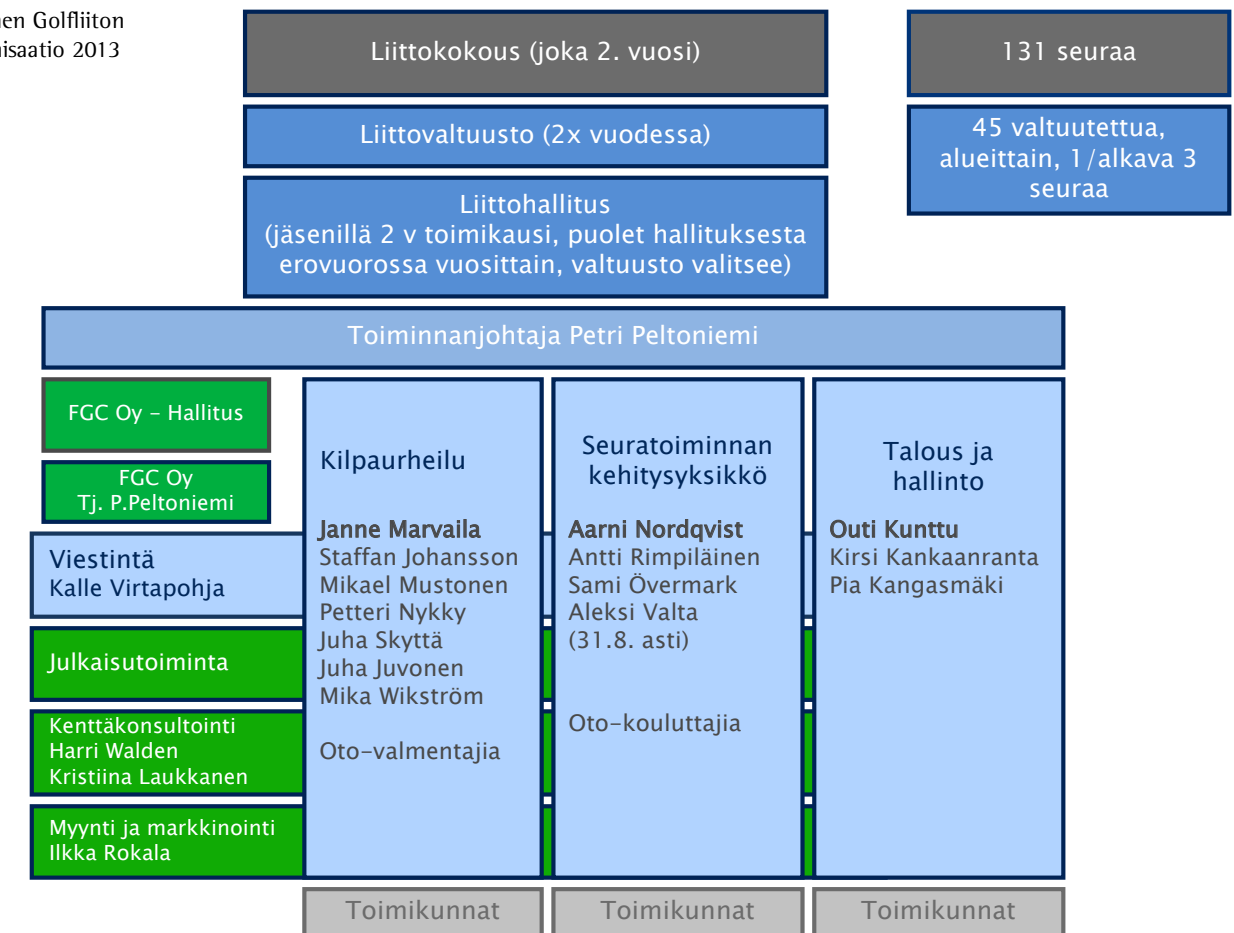 nen Golfliiton
nisaatio 2013
Liittokokous (joka 2. vuosi)
131 seuraa
Liittovaltuusto (2x vuodessa)
45 valtuutettua,
alueittain, 1/alkava 3
seuraa
Liittohallitus
(jäsenillä 2 v toimikausi, puolet hallituksesta
erovuorossa vuosittain, valtuusto valitsee)
Toiminnanjohtaja Petri Peltoniemi
FGC Oy – Hallitus
FGC Oy
Tj. P.Peltoniemi
Viestintä
Kalle Virtapohja
Julkaisutoiminta
Kenttäkonsultointi
Harri Walden
Kristiina Laukkanen
Myynti ja markkinointi
Ilkka Rokala
Kilpaurheilu
Janne Marvaila
Staffan Johansson
Mikael Mustonen
Petteri Nykky
Juha Skyttä
Juha Juvonen
Mika Wikström
Oto-valmentajia
Seuratoiminnan
kehitysyksikkö
Aarni Nordqvist
Antti Rimpiläinen
Sami Övermark
Aleksi Valta
(31.8. asti)
Oto-kouluttajia
Talous ja
hallinto
Outi Kunttu
Kirsi Kankaanranta
Pia Kangasmäki
Toimikunnat
Toimikunnat
Toimikunnat